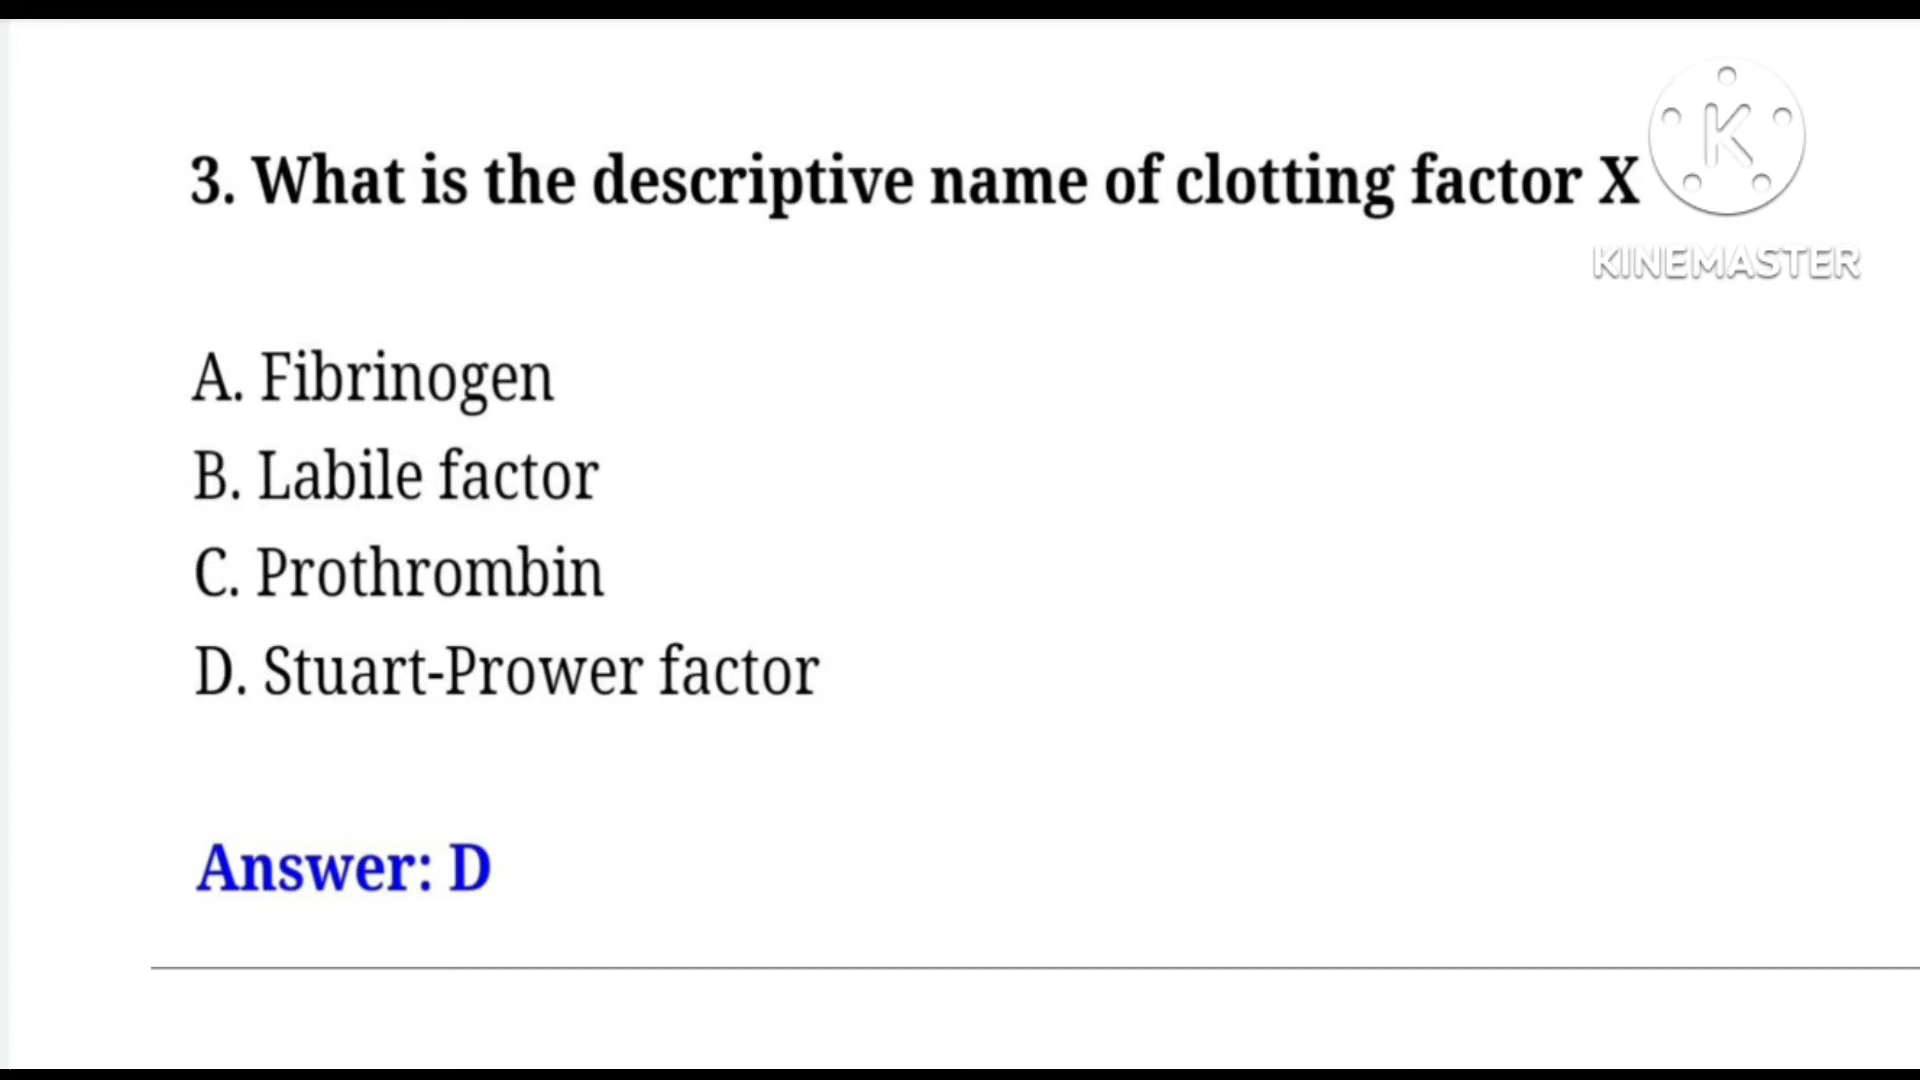 3. What is the descriptive name of clotting factor X
K
KINEMASTER
A. Fibrinogen
B. Labile factor
C. Prothrombin
D. Stuart-Prower factor
Answer: D